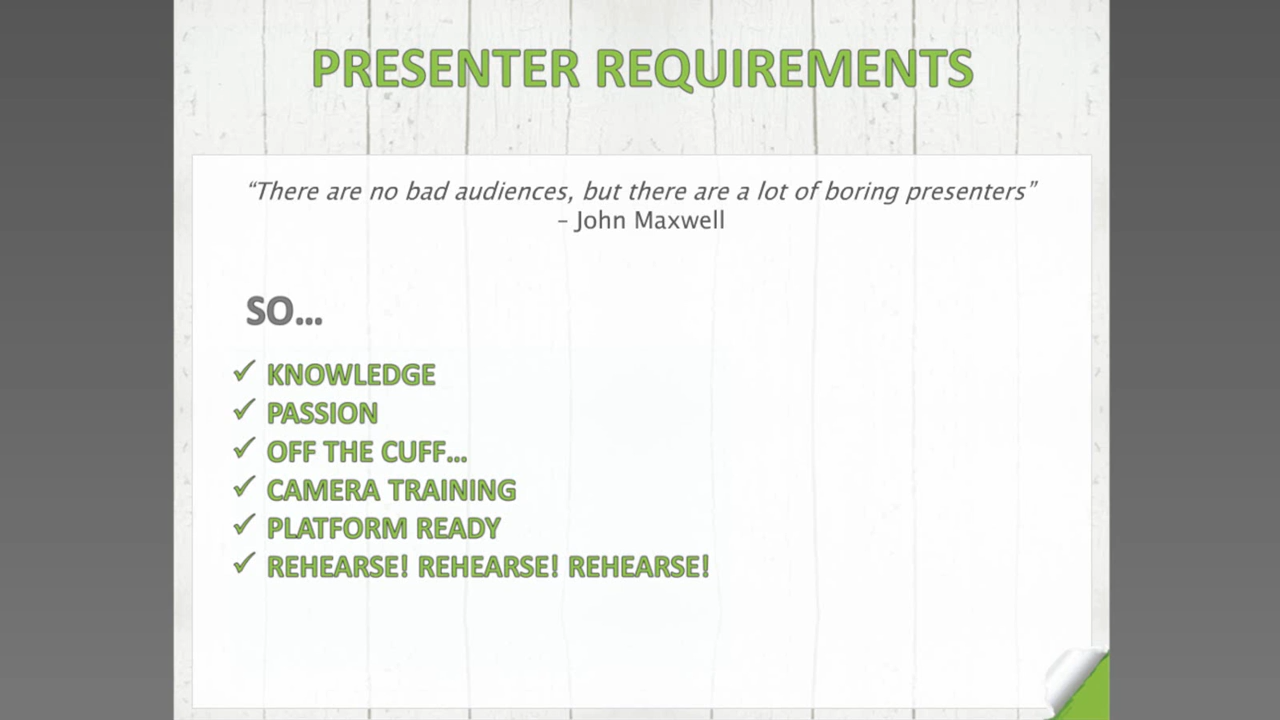 PRESENTER REQUIREMENTS
“There are no bad audiences, but there are a lot of boring presenters”
– John Maxwell
SO…
✓ KNOWLEDGE
✓ PASSION
✓ OFF THE CUFF…
✓ CAMERA TRAINING
✓ PLATFORM READY
✓ REHEARSE! REHEARSE! REHEARSE!